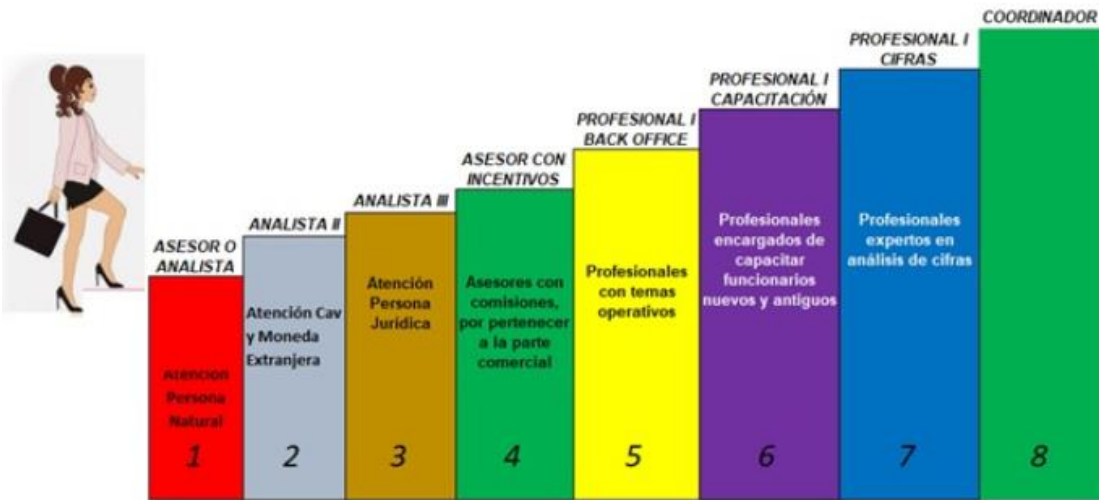 ASESOR O
ANALISTA
Atención
Persona
Natural
1
ANALISTA II
Atención Cav
y Moneda
Extranjera
2
ANALISTA III
Atención
Persona
Jurídica
3
ASESOR CON
INCENTIVOS
Asesores con
comisiones,
por pertenecer
a la parte
comercial
4
PROFESIONAL I
BACK OFFICE
Profesionales
con temas
operativos
5
PROFESIONAL I
CAPACITACIÓN
Profesionales
encargados de
capacitar
funcionarios
nuevos y antiguos
6
PROFESIONAL I
CIFRAS
Profesionales
expertos en
análisis de cifras
7
COORDINADOR
8